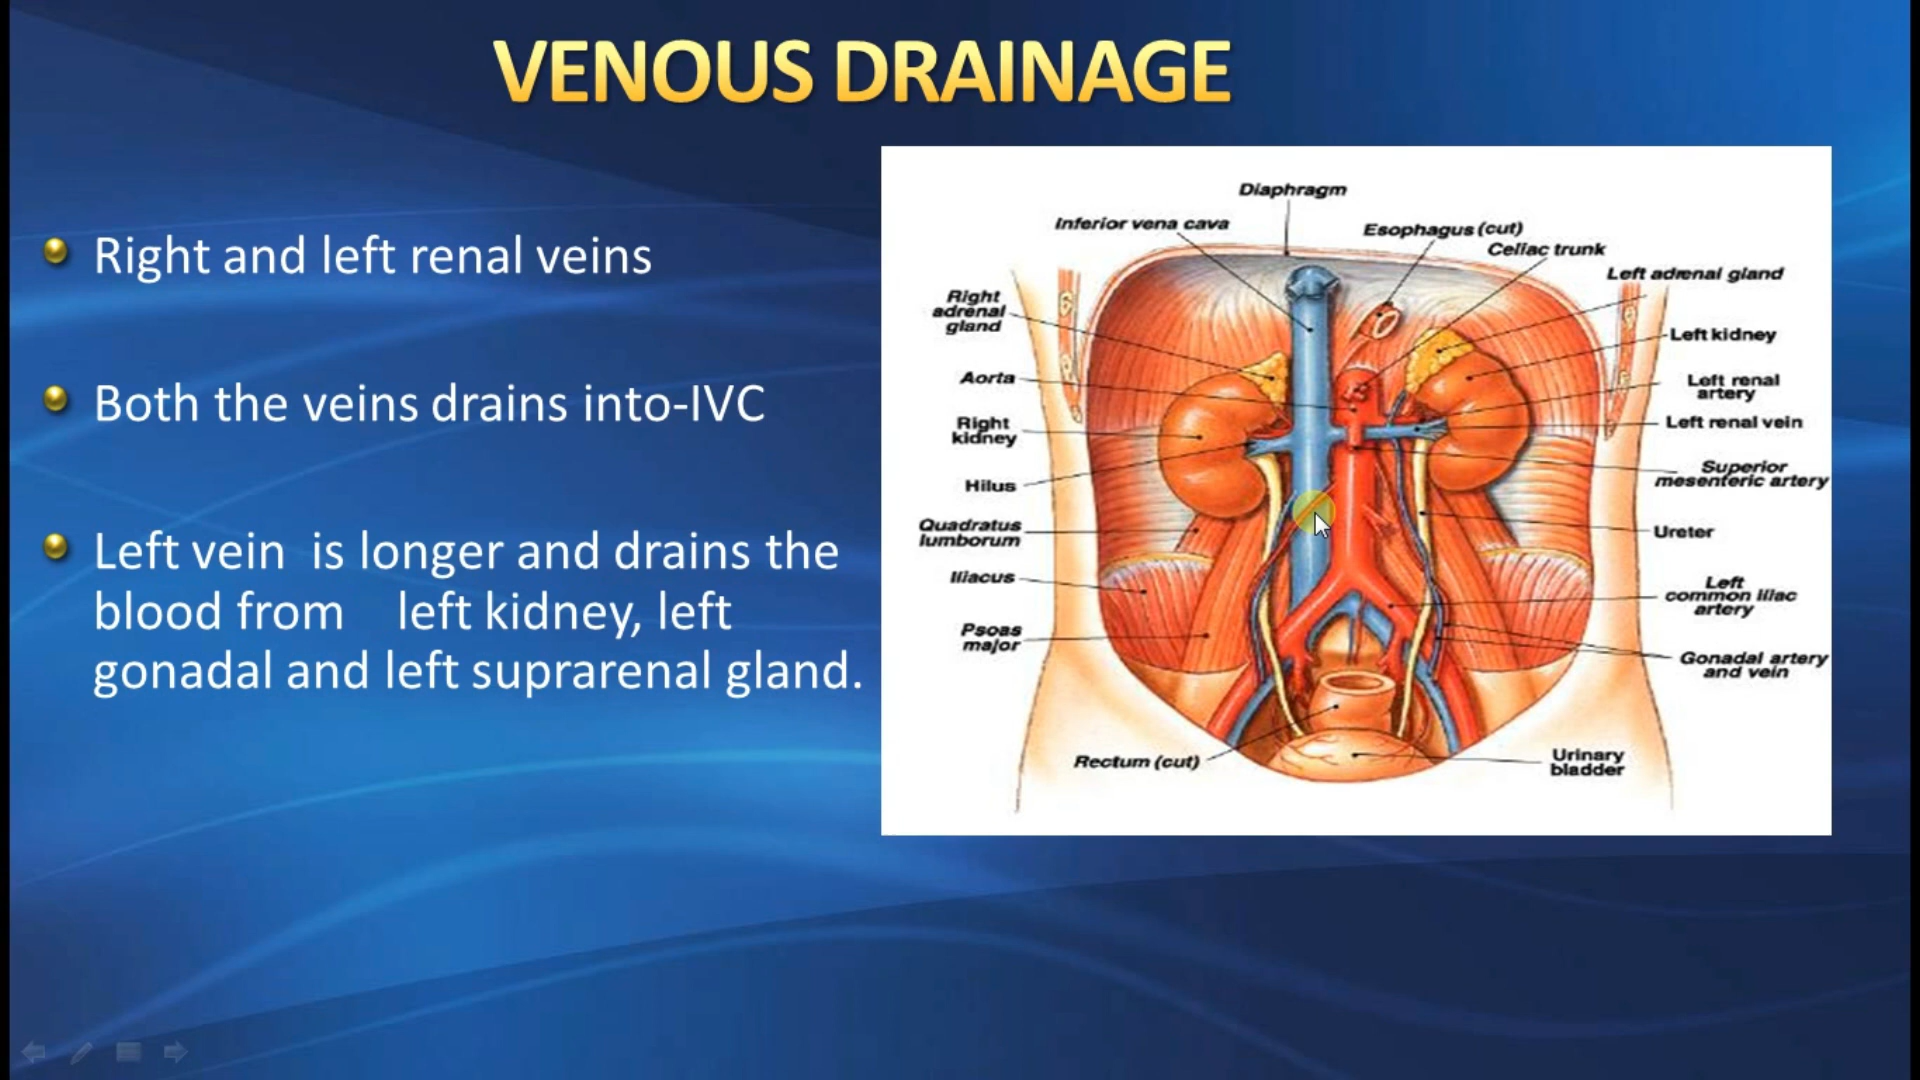 VENOUS DRAINAGE
Right and left renal veins
Both the veins drains into-IVC
Left vein is longer and drains the
blood from left kidney, left
gonadal and left suprarenal gland.
Diaphragm
Inferior vena cava
Esophagus (cut)
Celiac trunk
Left adrenal gland
Right
adrenal
gland
Left kidney
Aorta
Left renal
artery
Right
kidney
Left renal vein
Superior
mesenteric artery
Hilus
Quadratus
lumborum
Ureter
Iliacus
Left
common iliac
artery
Psoas
major
Gonadal artery
and vein
Rectum (cut)
Urinary
bladder